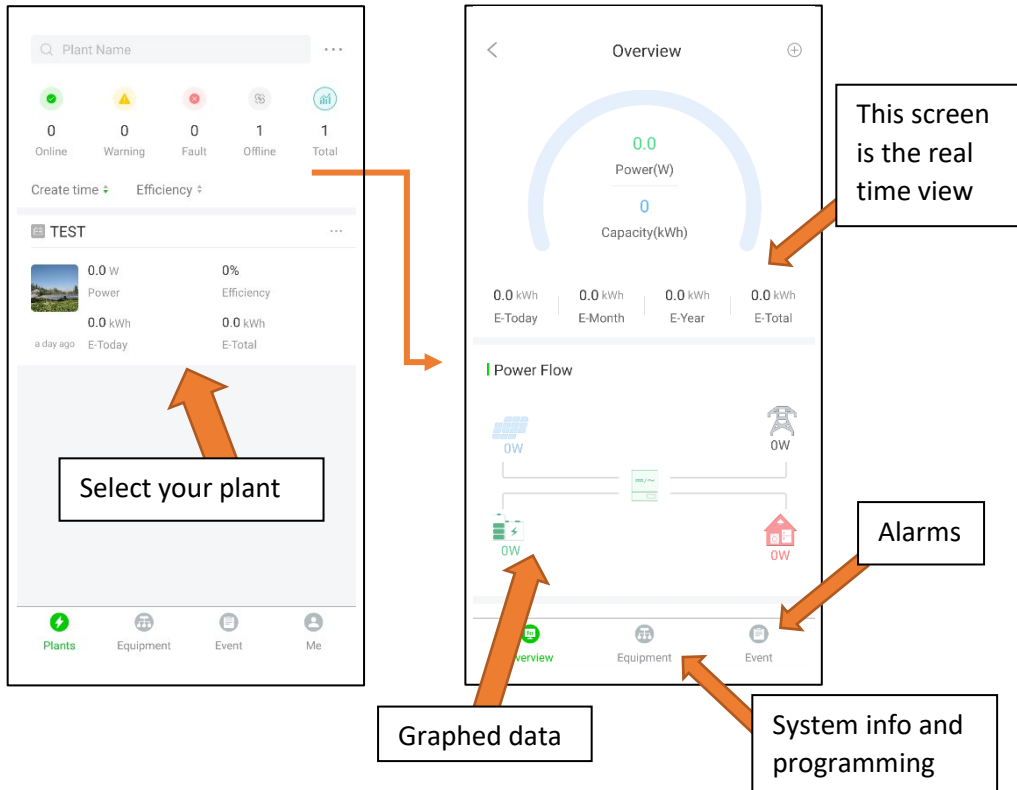 Plant Name
0 0 0 1 1
Online Warning Fault Offline Total
Create time Efficiency
TEST
0.0 W 0%
Power Efficiency
0.0 kWh 0.0 kWh
a day ago E-Today E-Total
Select your plant
Plants Equipment Event Me
Overview
0.0
Power(W)
0
Capacity(kWh)
0.0 kWh 0.0 kWh 0.0 kWh 0.0 kWh
E-Today E-Month E-Year E-Total
Power Flow
0W 0W
0W 0W
Overview Equipment Event
This screen
is the real
time view
Alarms
Graphed data
System info and
programming